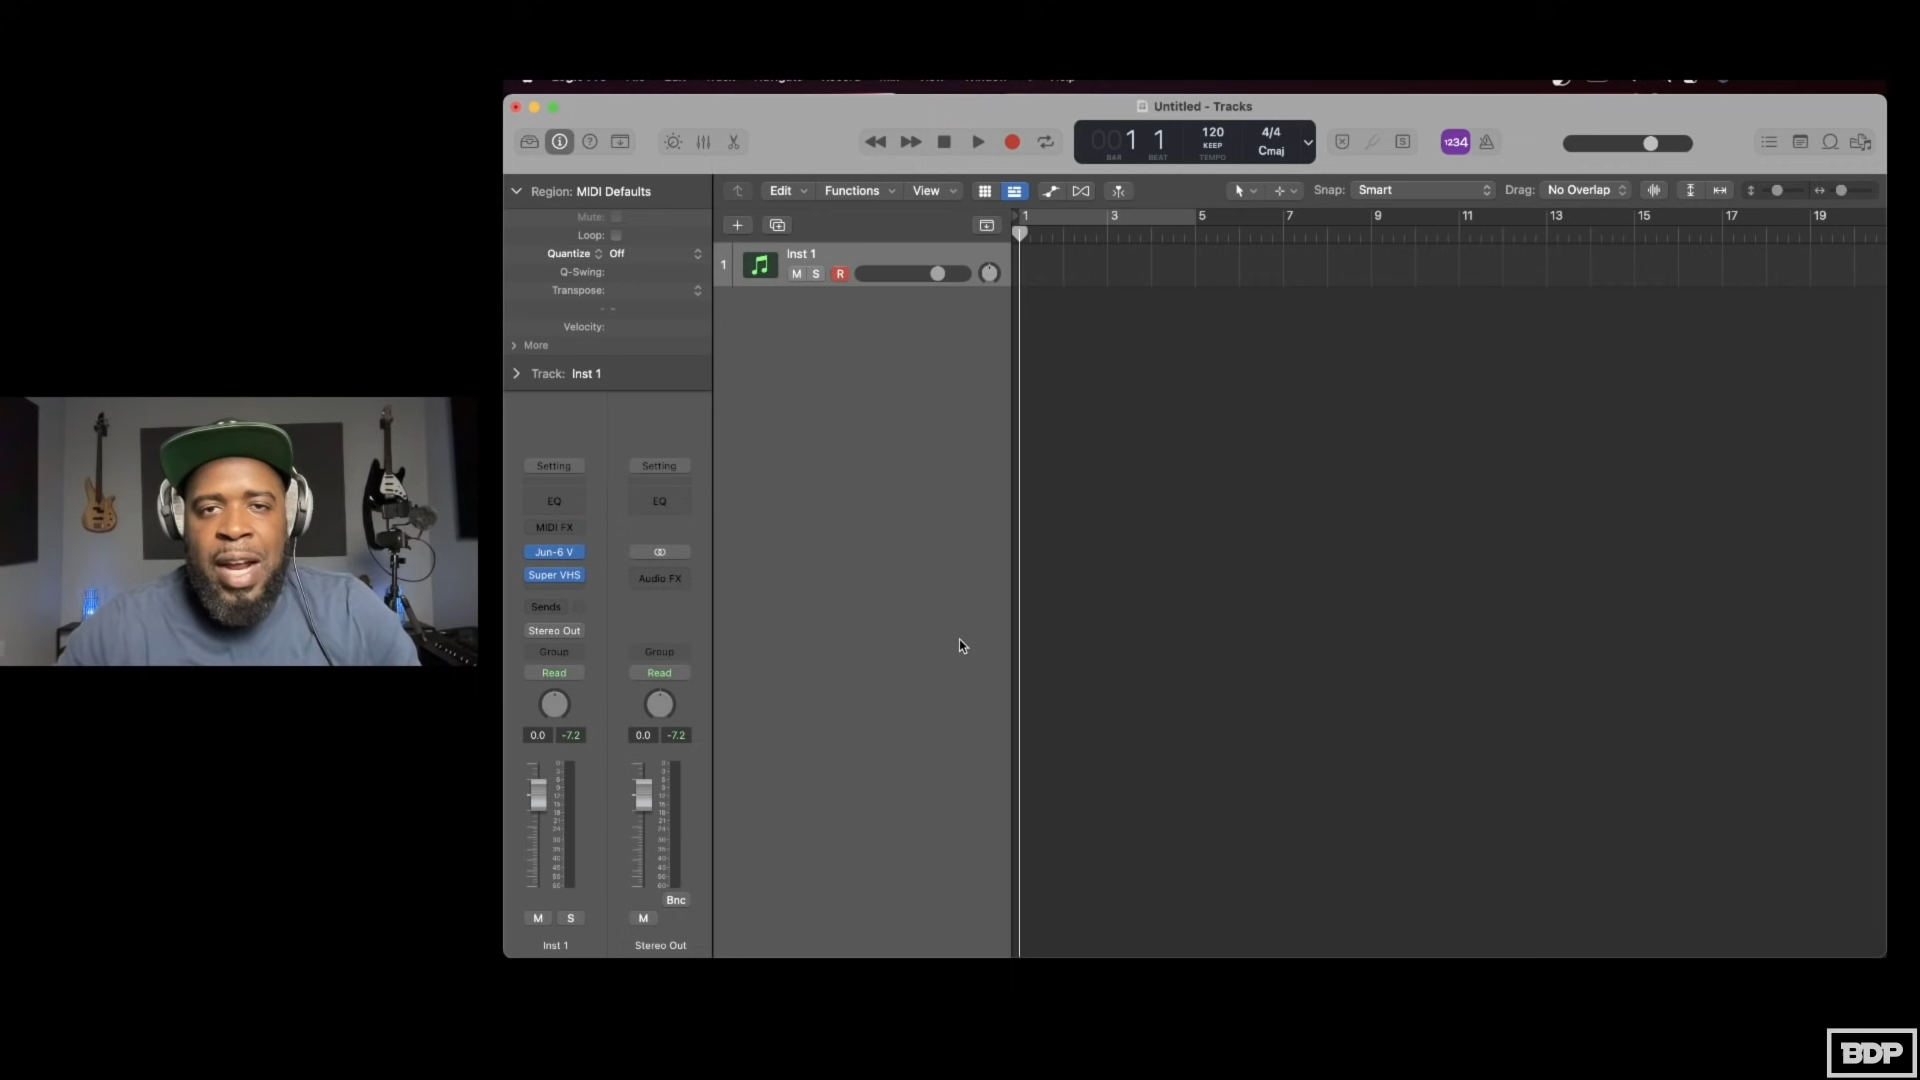 Untitled - Tracks
1 1
BAR BEAT
120
KEEP
TEMPO
4/4
Cmaj
1234
Region: MIDI Defaults
Mute:
Loop:
Quantize Off
Q-Swing:
Transpose:
Velocity:
More
Track: Inst 1
Edit Functions View
Snap: Smart
Drag: No Overlap
1 3 5 7 9 11 13 15 17 19
1
Inst 1
M S R
Setting Setting
EQ EQ
MIDI FX
Jun-6 V
Super VHS
Audio FX
Sends
Stereo Out
Group Group
Read Read
0.0 -7.2 0.0 -7.2
Bnc
M S M
Inst 1 Stereo Out
BDP